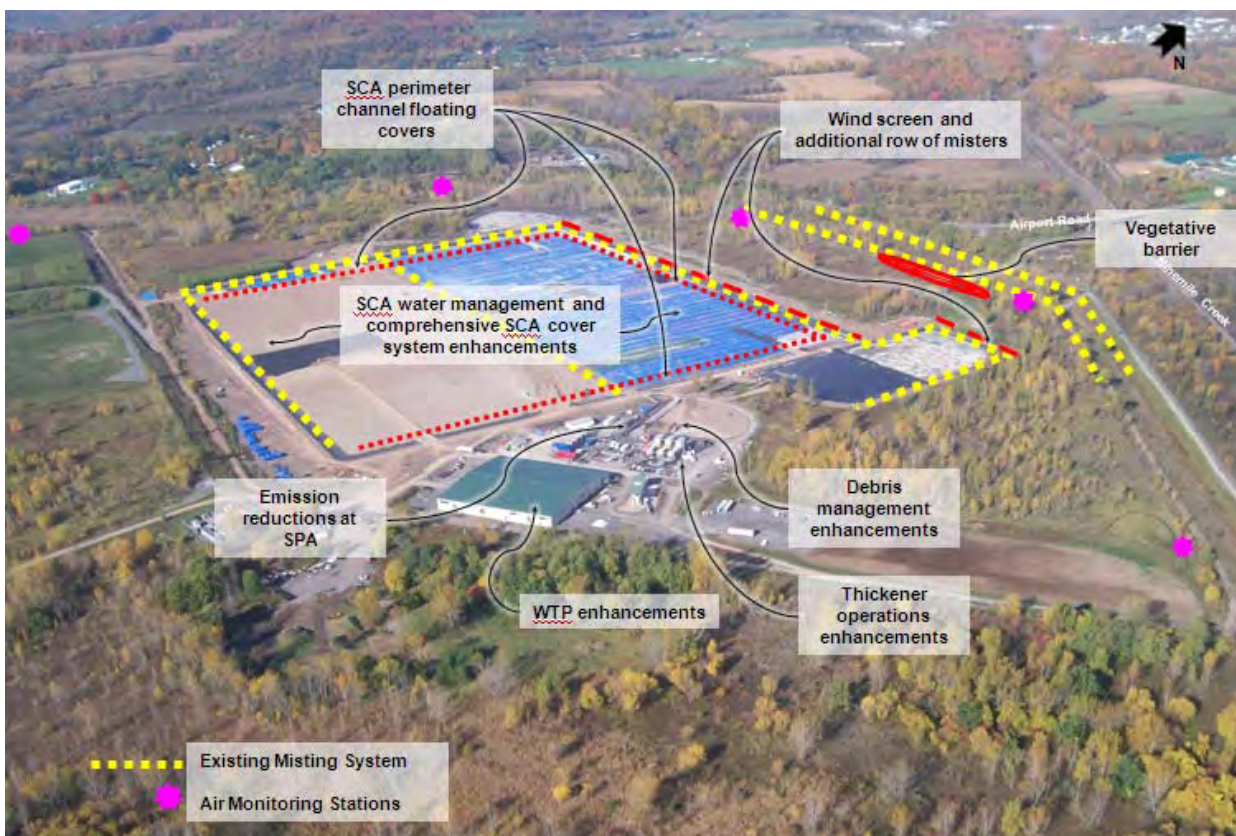 N
SCA perimeter
channel floating
covers
Wind screen and
additional row of misters
Airport Road
Vegetative
barrier
Ninemile Creek
SCA water management and
comprehensive SCA cover
system enhancements
Emission
reductions at
SPA
Debris
management
enhancements
WTP enhancements
Thickener
operations
enhancements
Existing Misting System
Air Monitoring Stations